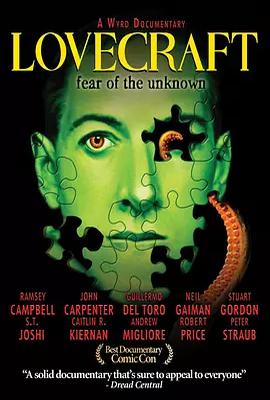 A WYRD DOCUMENTARY
LOVECRAFT
fear of the unknown
RAMSEY JOHN GUILLERMO NEIL STUART
CAMPBELL CARPENTER DEL TORO GAIMAN GORDON
S.T. CAITLIN R. ANDREW ROBERT PETER
JOSHI KIERNAN MIGLIORE PRICE STRAUB
Best Documentary
Comic Con
"A solid documentary that's sure to appeal to everyone"
- Dread Central